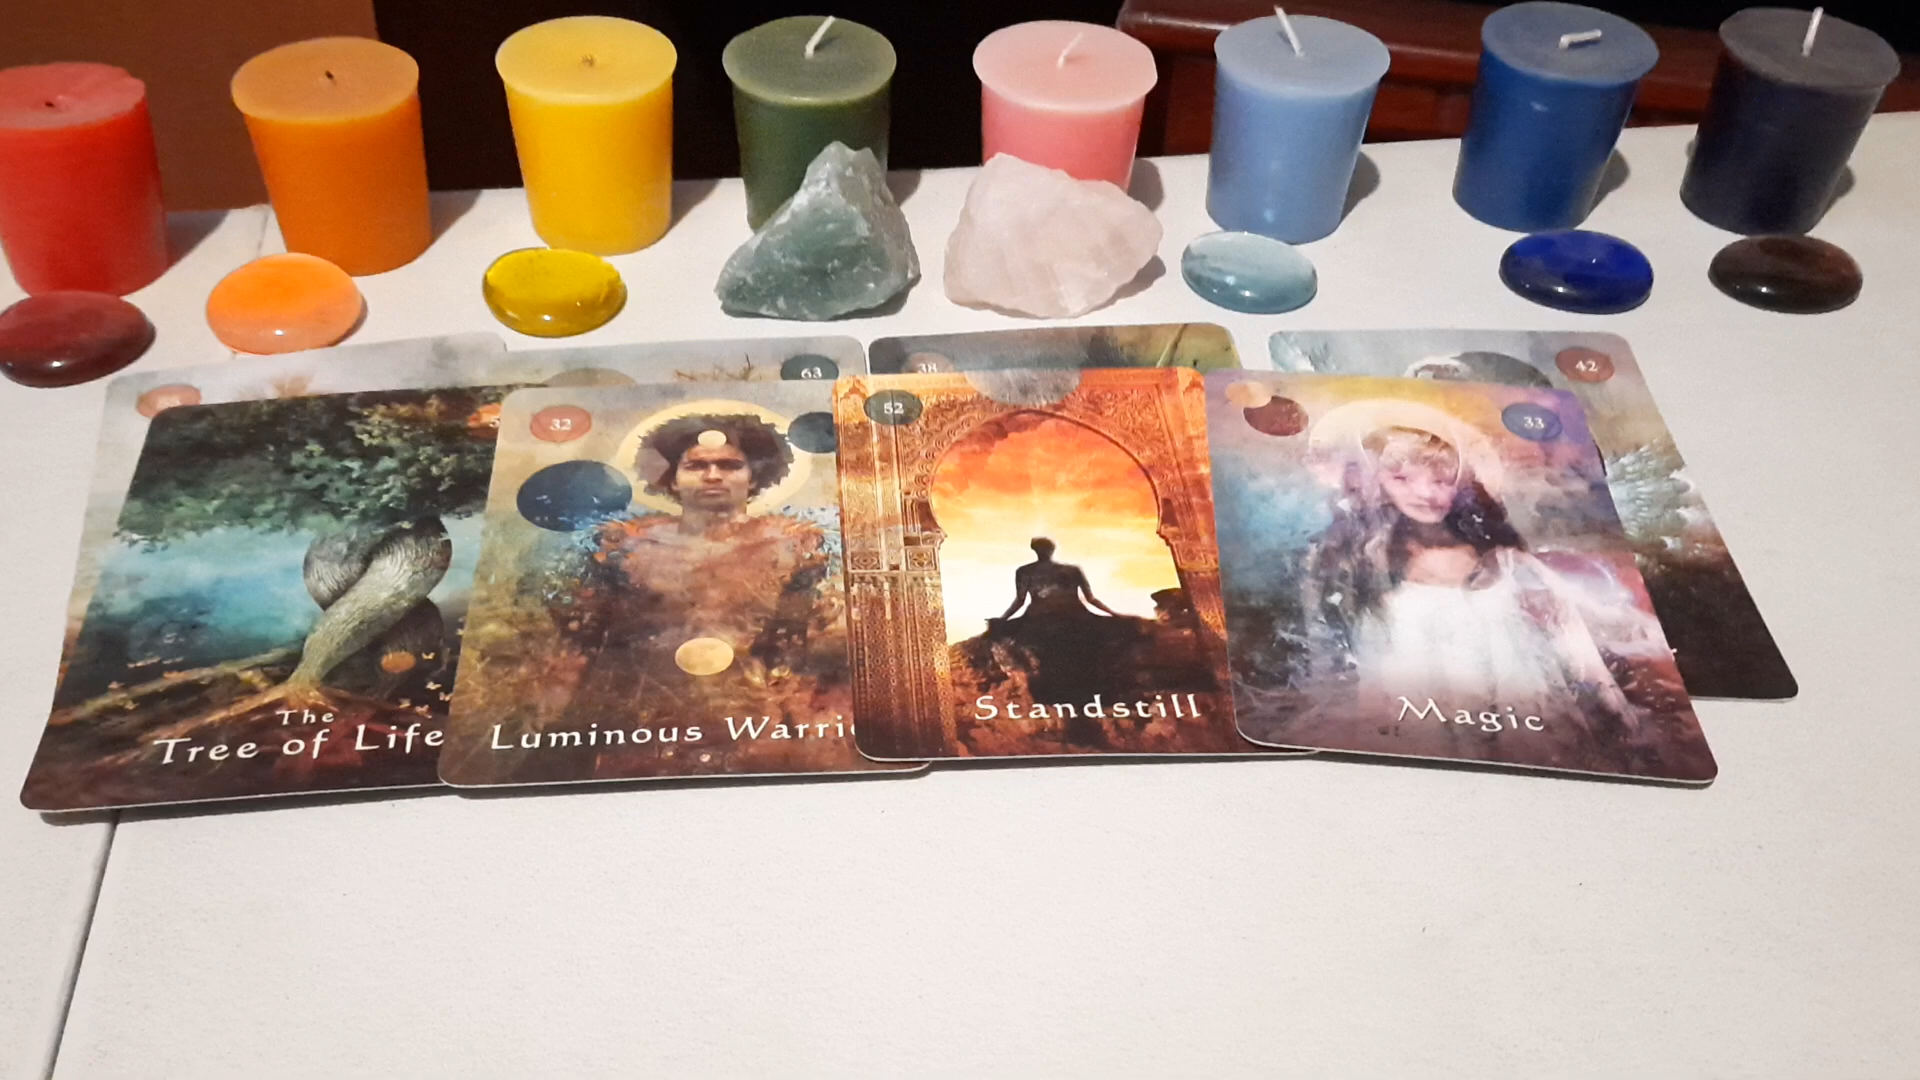 63
38
42
32
52
33
The
Tree of Life
Luminous Warri
Standstill
Magic